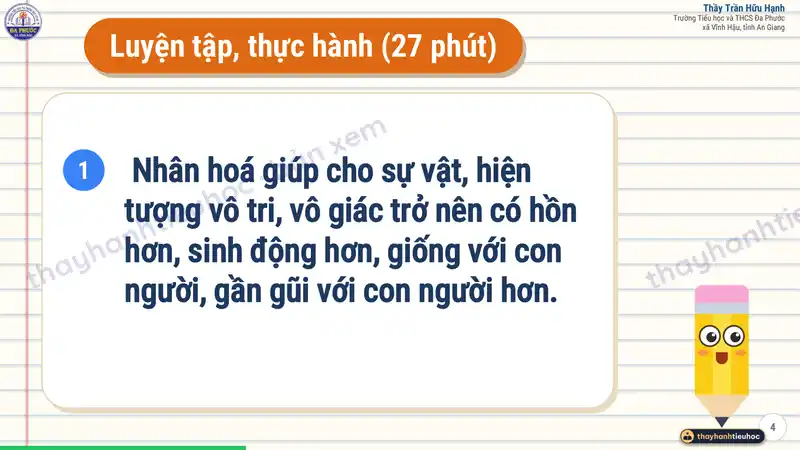 Thầy Trần Hữu Hạnh
Trường Tiểu học và THCS Đa Phước
xã Vĩnh Hậu, tỉnh An Giang
ĐA PHƯỚC
Luyện tập, thực hành (27 phút)
1
Nhân hoá giúp cho sự vật, hiện
tượng vô tri, vô giác trở nên có hồn
hơn, sinh động hơn, giống với con
người, gần gũi với con người hơn.
4
thayhanhtieuhoc